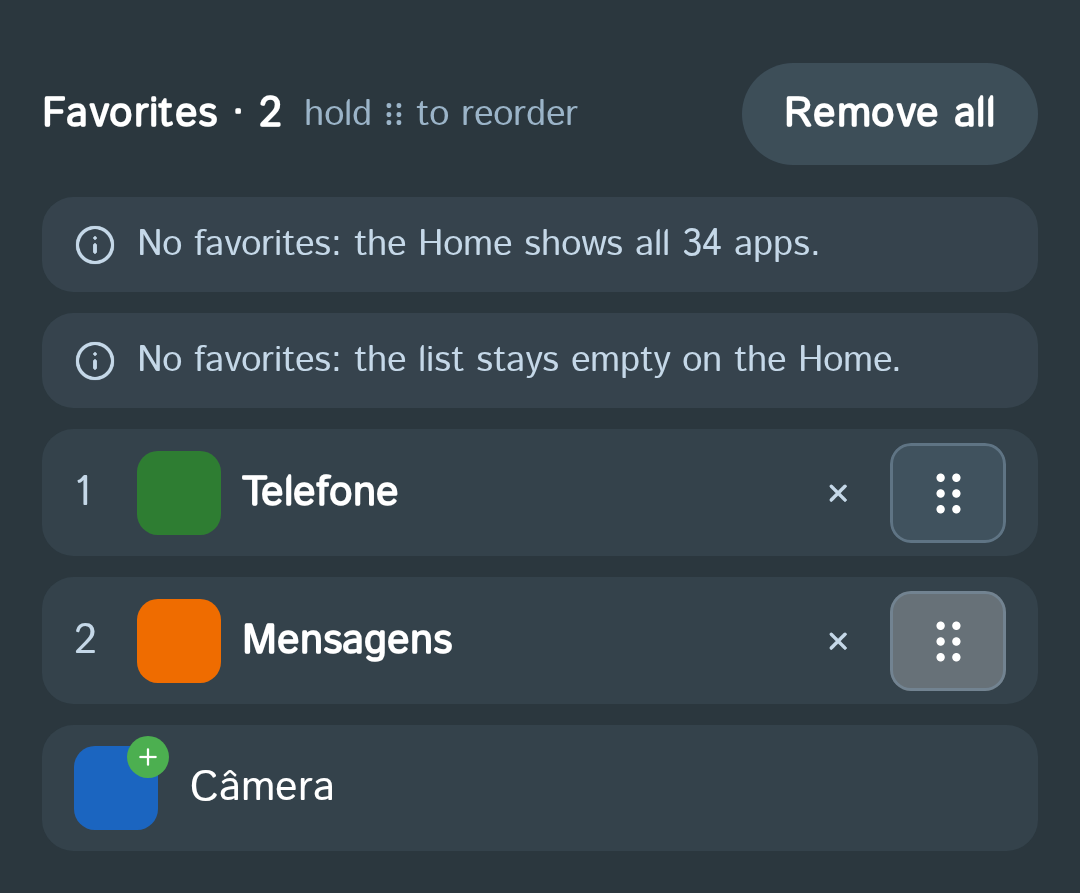 Favorites · 2 hold ⠿ to reorder
Remove all
No favorites: the Home shows all 34 apps.
No favorites: the list stays empty on the Home.
1 Telefone ×
2 Mensagens ×
+ Câmera